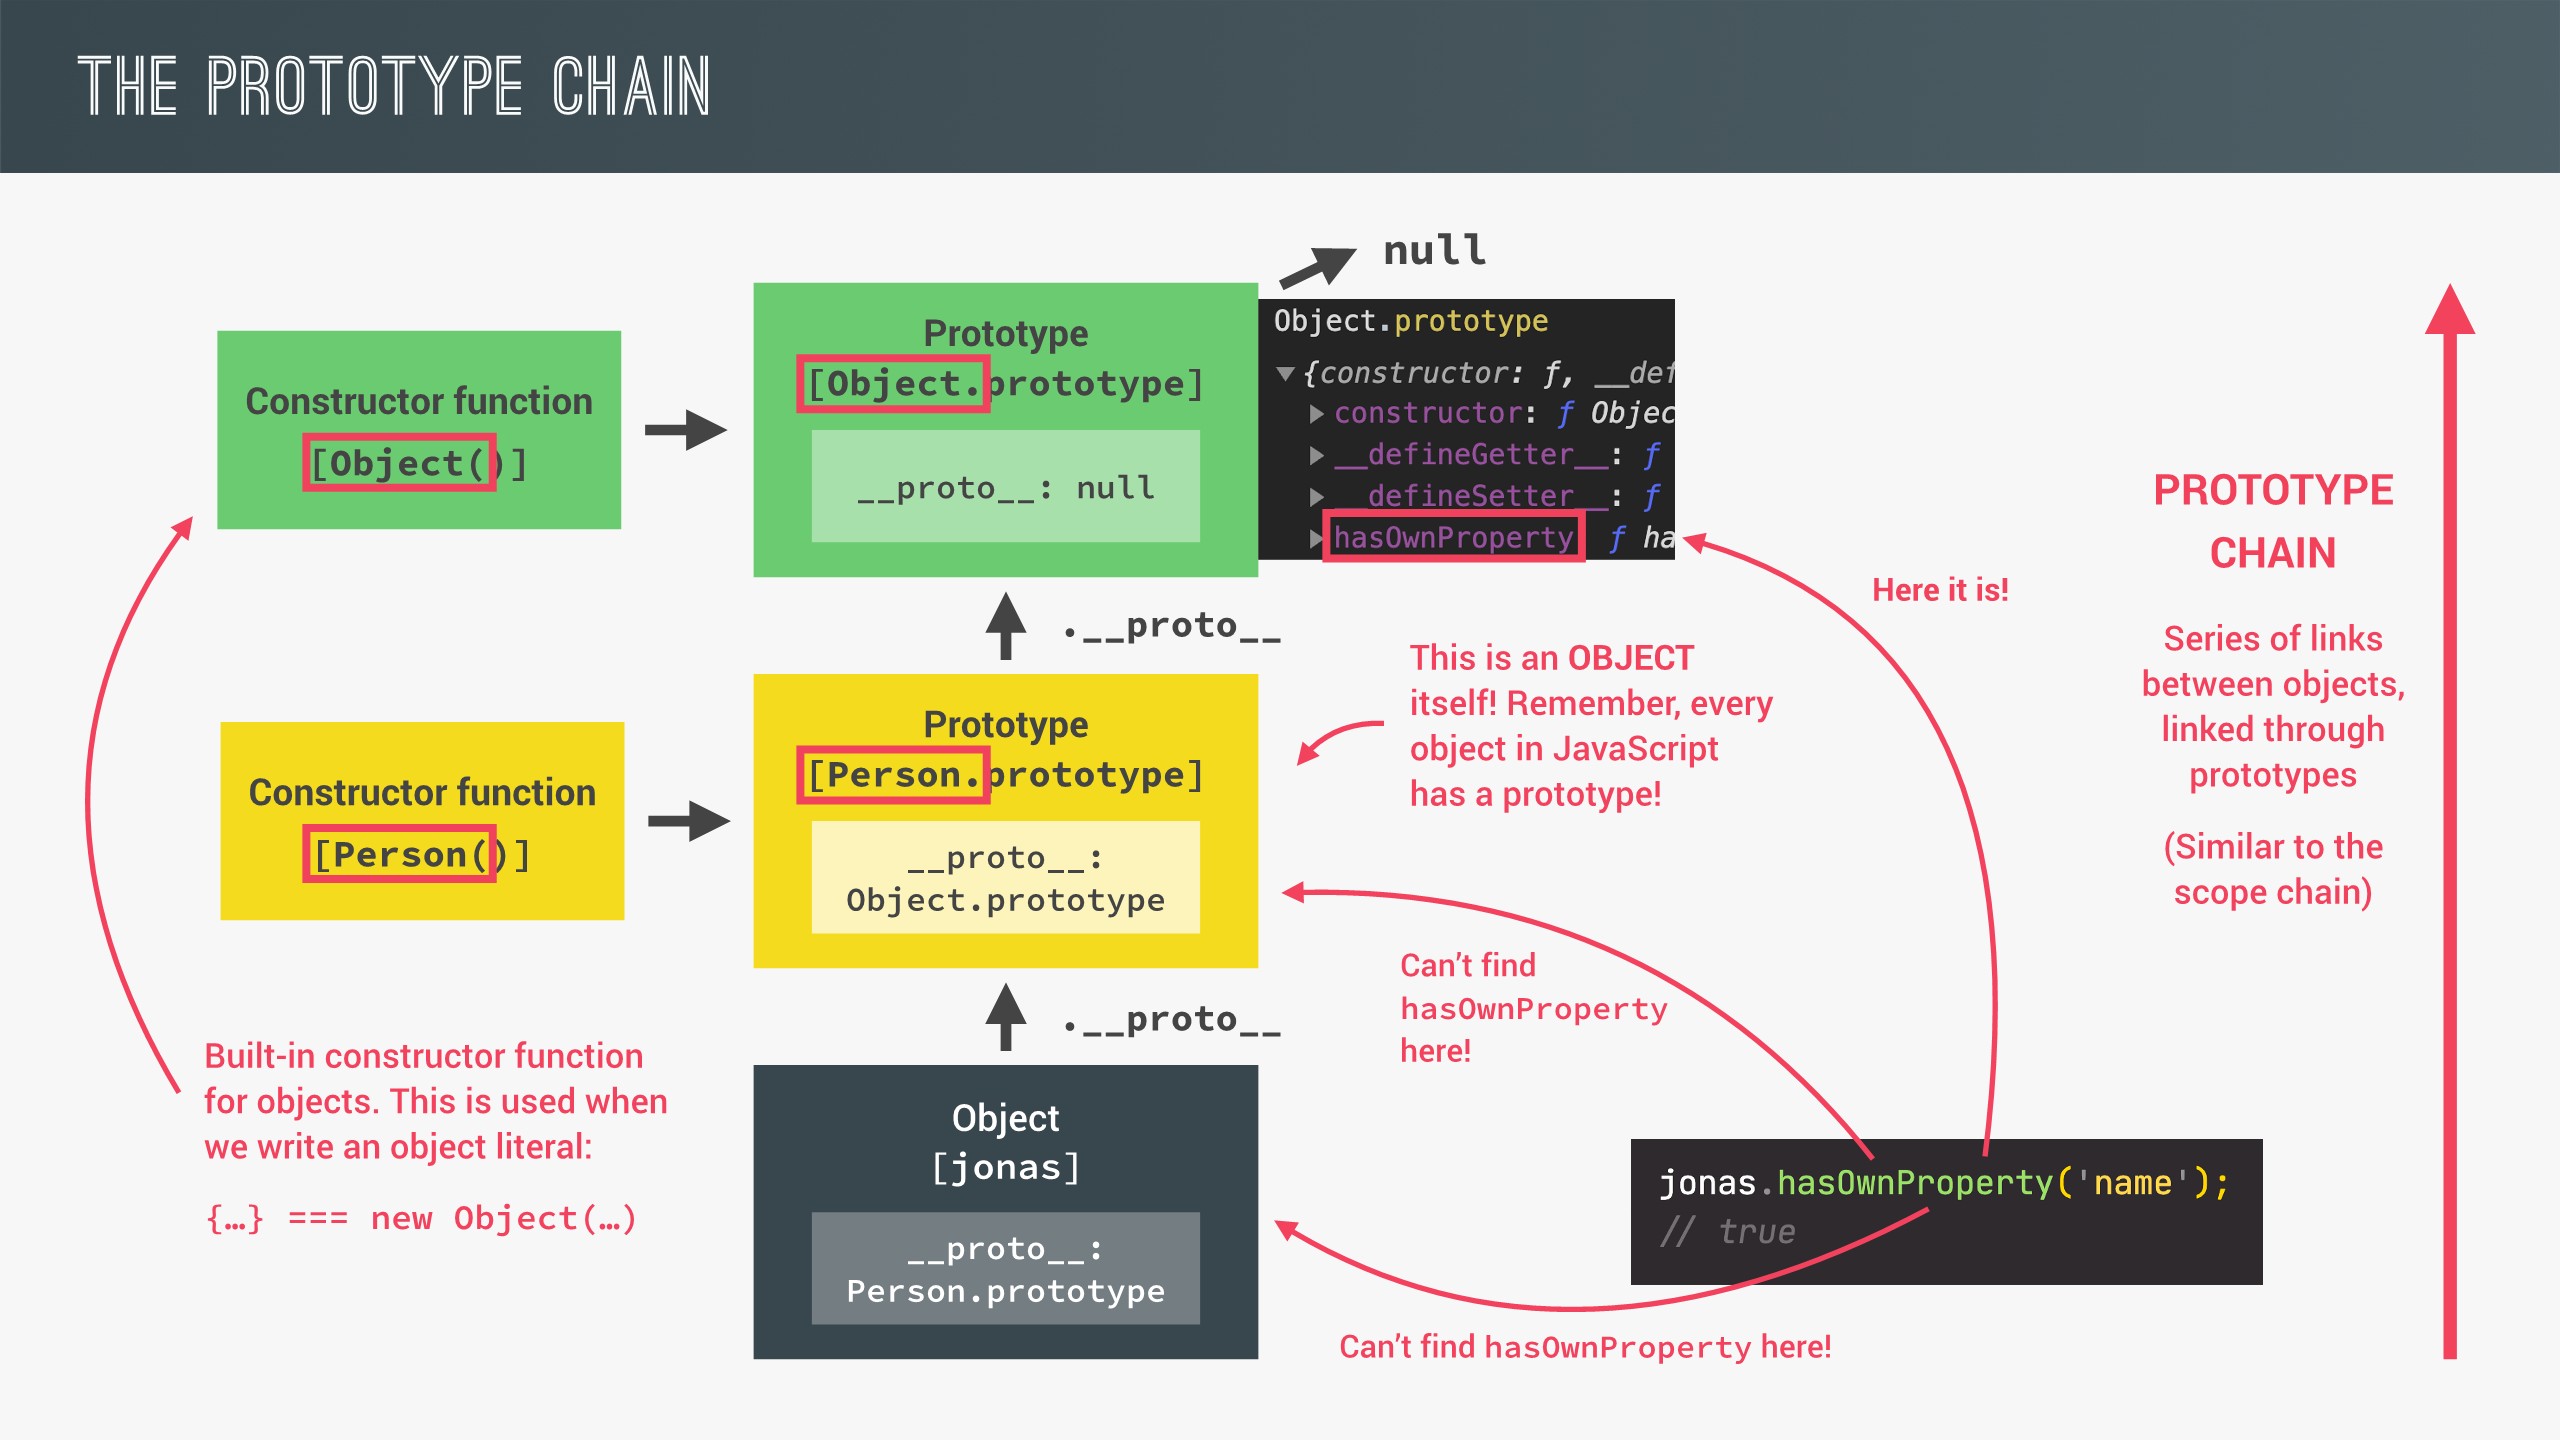 THE PROTOTYPE CHAIN
null
Constructor function
[Object()]
Prototype
[Object.prototype]
__proto__: null
Object.prototype
{constructor: ƒ, __def
constructor: ƒ Objec
__defineGetter__: ƒ
__defineSetter__: ƒ
hasOwnProperty ƒ ha
Here it is!
.__proto__
Constructor function
[Person()]
Prototype
[Person.prototype]
__proto__:
Object.prototype
This is an OBJECT
itself! Remember, every
object in JavaScript
has a prototype!
Can’t find
hasOwnProperty
here!
.__proto__
Built-in constructor function
for objects. This is used when
we write an object literal:
{…} === new Object(…)
Object
[jonas]
__proto__:
Person.prototype
jonas.hasOwnProperty('name');
// true
Can’t find hasOwnProperty here!
PROTOTYPE
CHAIN
Series of links
between objects,
linked through
prototypes
(Similar to the
scope chain)